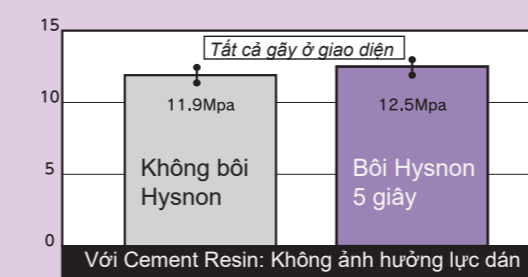 15
Tất cả gãy ở giao diện
10
11.9Mpa
12.5Mpa
Không bôi
Hysnon
Bôi Hysnon
5 giây
5
0
Với Cement Resin: Không ảnh hưởng lực dán